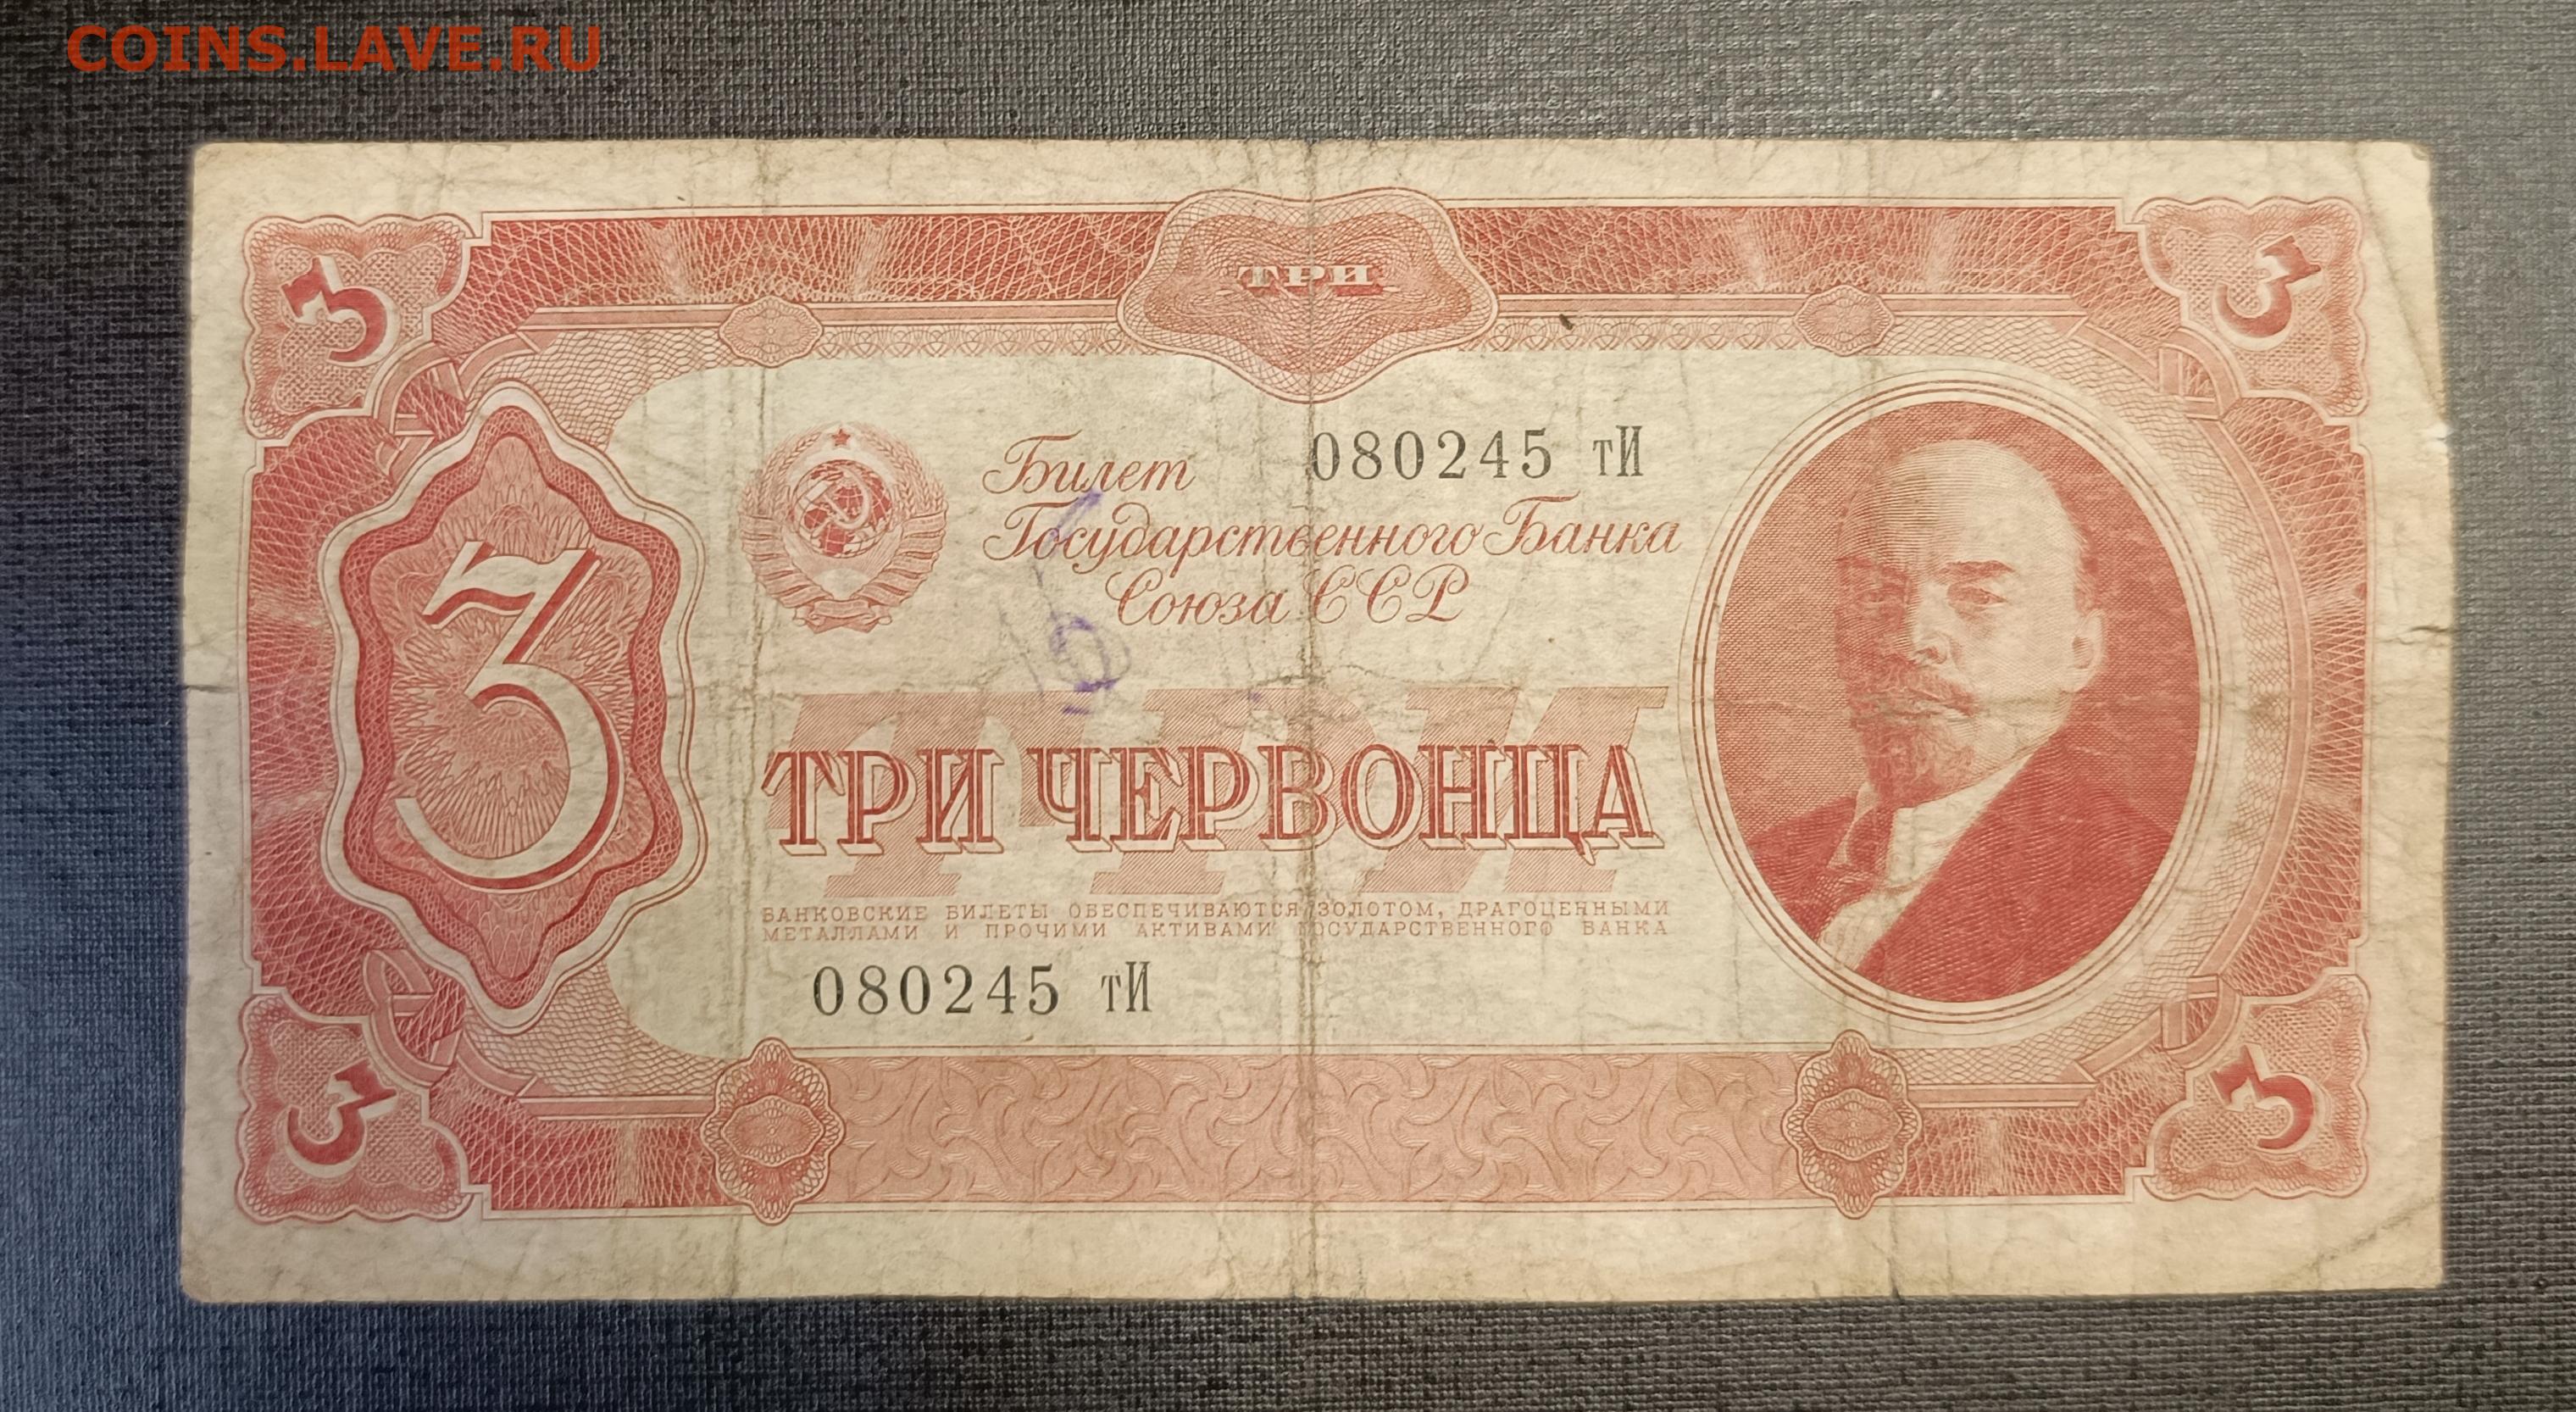 COINS.LAVE.RU
3 ТРИ 3
Билет 080245 тИ
Государственного Банка
Союза ССР
3
ТРИ
ТРИ ЧЕРВОНЦА
БАНКОВСКИЕ БИЛЕТЫ ОБЕСПЕЧИВАЮТСЯ ЗОЛОТОМ, ДРАГОЦЕННЫМИ
МЕТАЛЛАМИ И ПРОЧИМИ АКТИВАМИ ГОСУДАРСТВЕННОГО БАНКА
080245 тИ
3 3